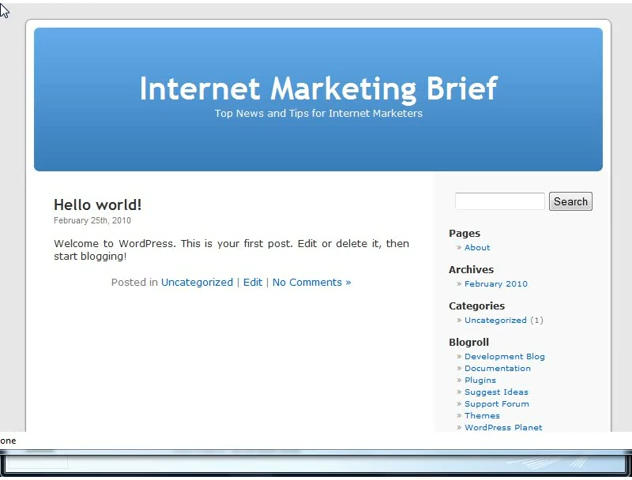 Internet Marketing Brief
Top News and Tips for Internet Marketers
Hello world!
February 25th, 2010
Welcome to WordPress. This is your first post. Edit or delete it, then
start blogging!
Posted in Uncategorized | Edit | No Comments »
Search
Pages
» About
Archives
» February 2010
Categories
» Uncategorized (1)
Blogroll
» Development Blog
» Documentation
» Plugins
» Suggest Ideas
» Support Forum
» Themes
» WordPress Planet
one